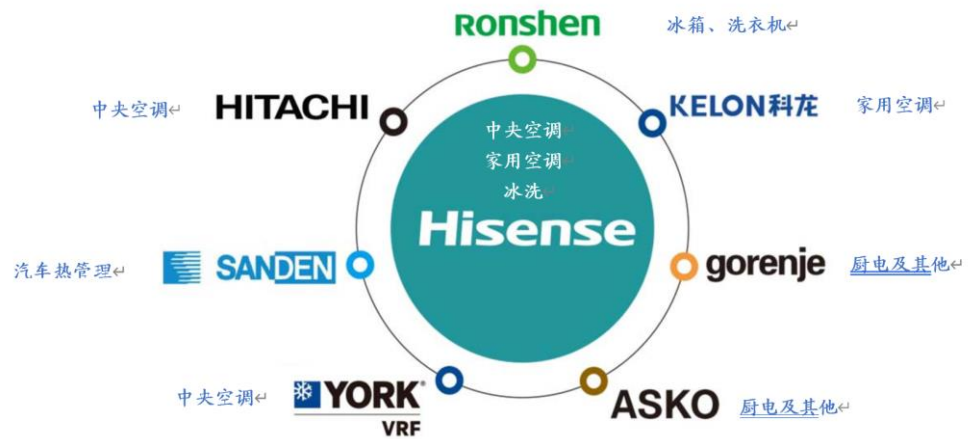 Ronshen 冰箱、洗衣机
中央空调 HITACHI
KELON科龙 家用空调
中央空调
家用空调
冰洗
Hisense
汽车热管理 SANDEN
gorenje 厨电及其他
中央空调 YORK®
VRF
ASKO 厨电及其他